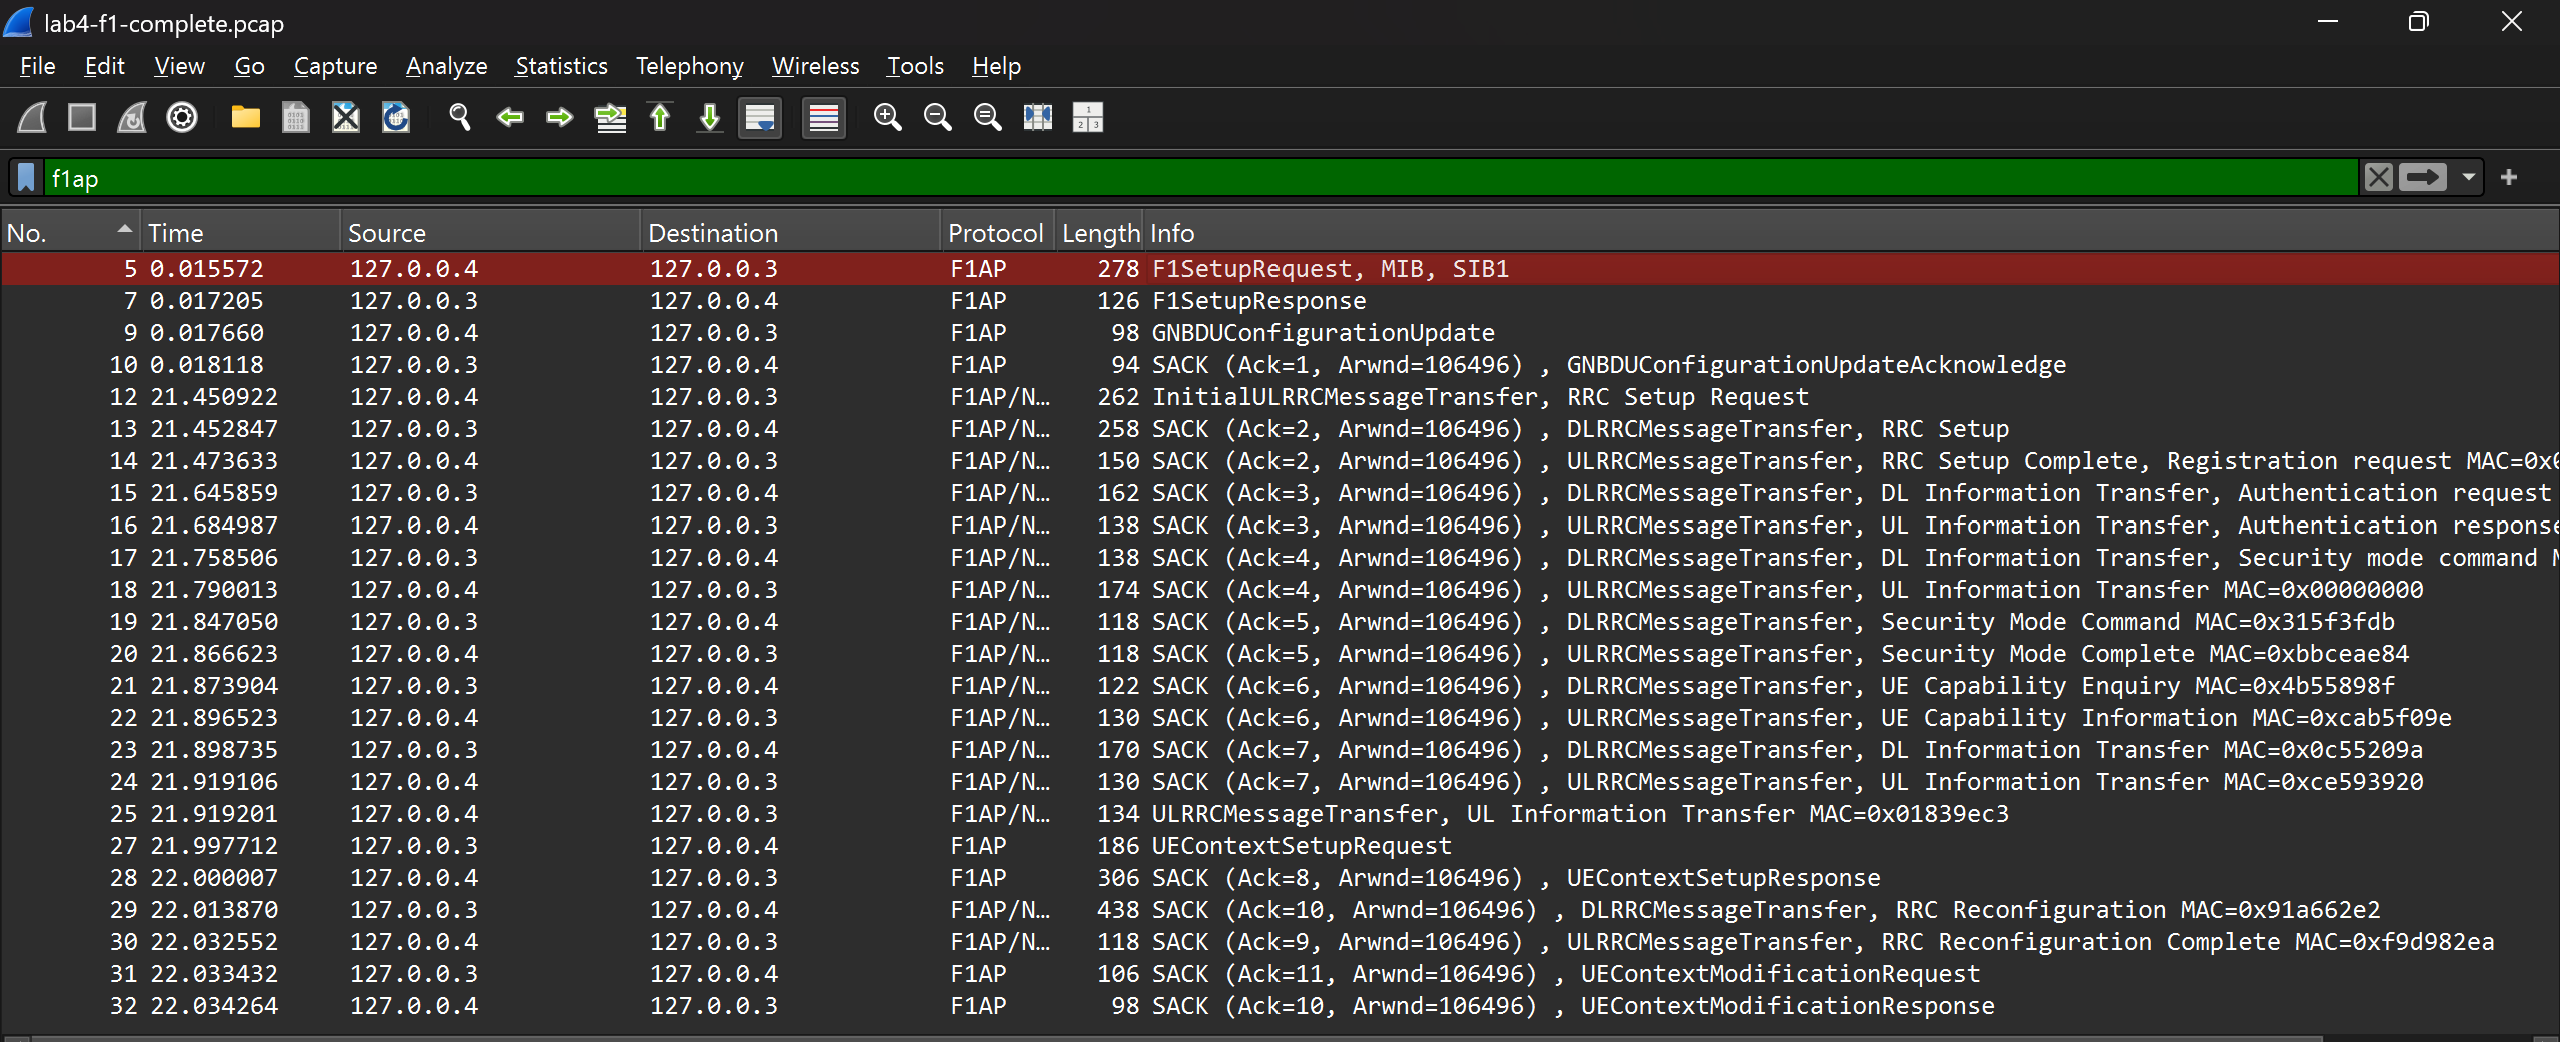 lab4-f1-complete.pcap
File Edit View Go Capture Analyze Statistics Telephony Wireless Tools Help
f1ap
No. Time Source Destination Protocol Length Info
5 0.015572 127.0.0.4 127.0.0.3 F1AP 278 F1SetupRequest, MIB, SIB1
7 0.017205 127.0.0.3 127.0.0.4 F1AP 126 F1SetupResponse
9 0.017660 127.0.0.4 127.0.0.3 F1AP 98 GNBDUConfigurationUpdate
10 0.018118 127.0.0.3 127.0.0.4 F1AP 94 SACK (Ack=1, Arwnd=106496) , GNBDUConfigurationUpdateAcknowledge
12 21.450922 127.0.0.4 127.0.0.3 F1AP/N… 262 InitialULRRCMessageTransfer, RRC Setup Request
13 21.452847 127.0.0.3 127.0.0.4 F1AP/N… 258 SACK (Ack=2, Arwnd=106496) , DLRRCMessageTransfer, RRC Setup
14 21.473633 127.0.0.4 127.0.0.3 F1AP/N… 150 SACK (Ack=2, Arwnd=106496) , ULRRCMessageTransfer, RRC Setup Complete, Registration request MAC=0x
15 21.645859 127.0.0.3 127.0.0.4 F1AP/N… 162 SACK (Ack=3, Arwnd=106496) , DLRRCMessageTransfer, DL Information Transfer, Authentication request
16 21.684987 127.0.0.4 127.0.0.3 F1AP/N… 138 SACK (Ack=3, Arwnd=106496) , ULRRCMessageTransfer, UL Information Transfer, Authentication response
17 21.758506 127.0.0.3 127.0.0.4 F1AP/N… 138 SACK (Ack=4, Arwnd=106496) , DLRRCMessageTransfer, DL Information Transfer, Security mode command
18 21.790013 127.0.0.4 127.0.0.3 F1AP/N… 174 SACK (Ack=4, Arwnd=106496) , ULRRCMessageTransfer, UL Information Transfer MAC=0x00000000
19 21.847050 127.0.0.3 127.0.0.4 F1AP/N… 118 SACK (Ack=5, Arwnd=106496) , DLRRCMessageTransfer, Security Mode Command MAC=0x315f3fdb
20 21.866623 127.0.0.4 127.0.0.3 F1AP/N… 118 SACK (Ack=5, Arwnd=106496) , ULRRCMessageTransfer, Security Mode Complete MAC=0xbbceae84
21 21.873904 127.0.0.3 127.0.0.4 F1AP/N… 122 SACK (Ack=6, Arwnd=106496) , DLRRCMessageTransfer, UE Capability Enquiry MAC=0x4b55898f
22 21.896523 127.0.0.4 127.0.0.3 F1AP/N… 130 SACK (Ack=6, Arwnd=106496) , ULRRCMessageTransfer, UE Capability Information MAC=0xcab5f09e
23 21.898735 127.0.0.3 127.0.0.4 F1AP/N… 170 SACK (Ack=7, Arwnd=106496) , DLRRCMessageTransfer, DL Information Transfer MAC=0x0c55209a
24 21.919106 127.0.0.4 127.0.0.3 F1AP/N… 130 SACK (Ack=7, Arwnd=106496) , ULRRCMessageTransfer, UL Information Transfer MAC=0xce593920
25 21.919201 127.0.0.4 127.0.0.3 F1AP/N… 134 ULRRCMessageTransfer, UL Information Transfer MAC=0x01839ec3
27 21.997712 127.0.0.3 127.0.0.4 F1AP 186 UEContextSetupRequest
28 22.000007 127.0.0.4 127.0.0.3 F1AP 306 SACK (Ack=8, Arwnd=106496) , UEContextSetupResponse
29 22.013870 127.0.0.3 127.0.0.4 F1AP/N… 438 SACK (Ack=10, Arwnd=106496) , DLRRCMessageTransfer, RRC Reconfiguration MAC=0x91a662e2
30 22.032552 127.0.0.4 127.0.0.3 F1AP/N… 118 SACK (Ack=9, Arwnd=106496) , ULRRCMessageTransfer, RRC Reconfiguration Complete MAC=0xf9d982ea
31 22.033432 127.0.0.3 127.0.0.4 F1AP 106 SACK (Ack=11, Arwnd=106496) , UEContextModificationRequest
32 22.034264 127.0.0.4 127.0.0.3 F1AP 98 SACK (Ack=10, Arwnd=106496) , UEContextModificationResponse